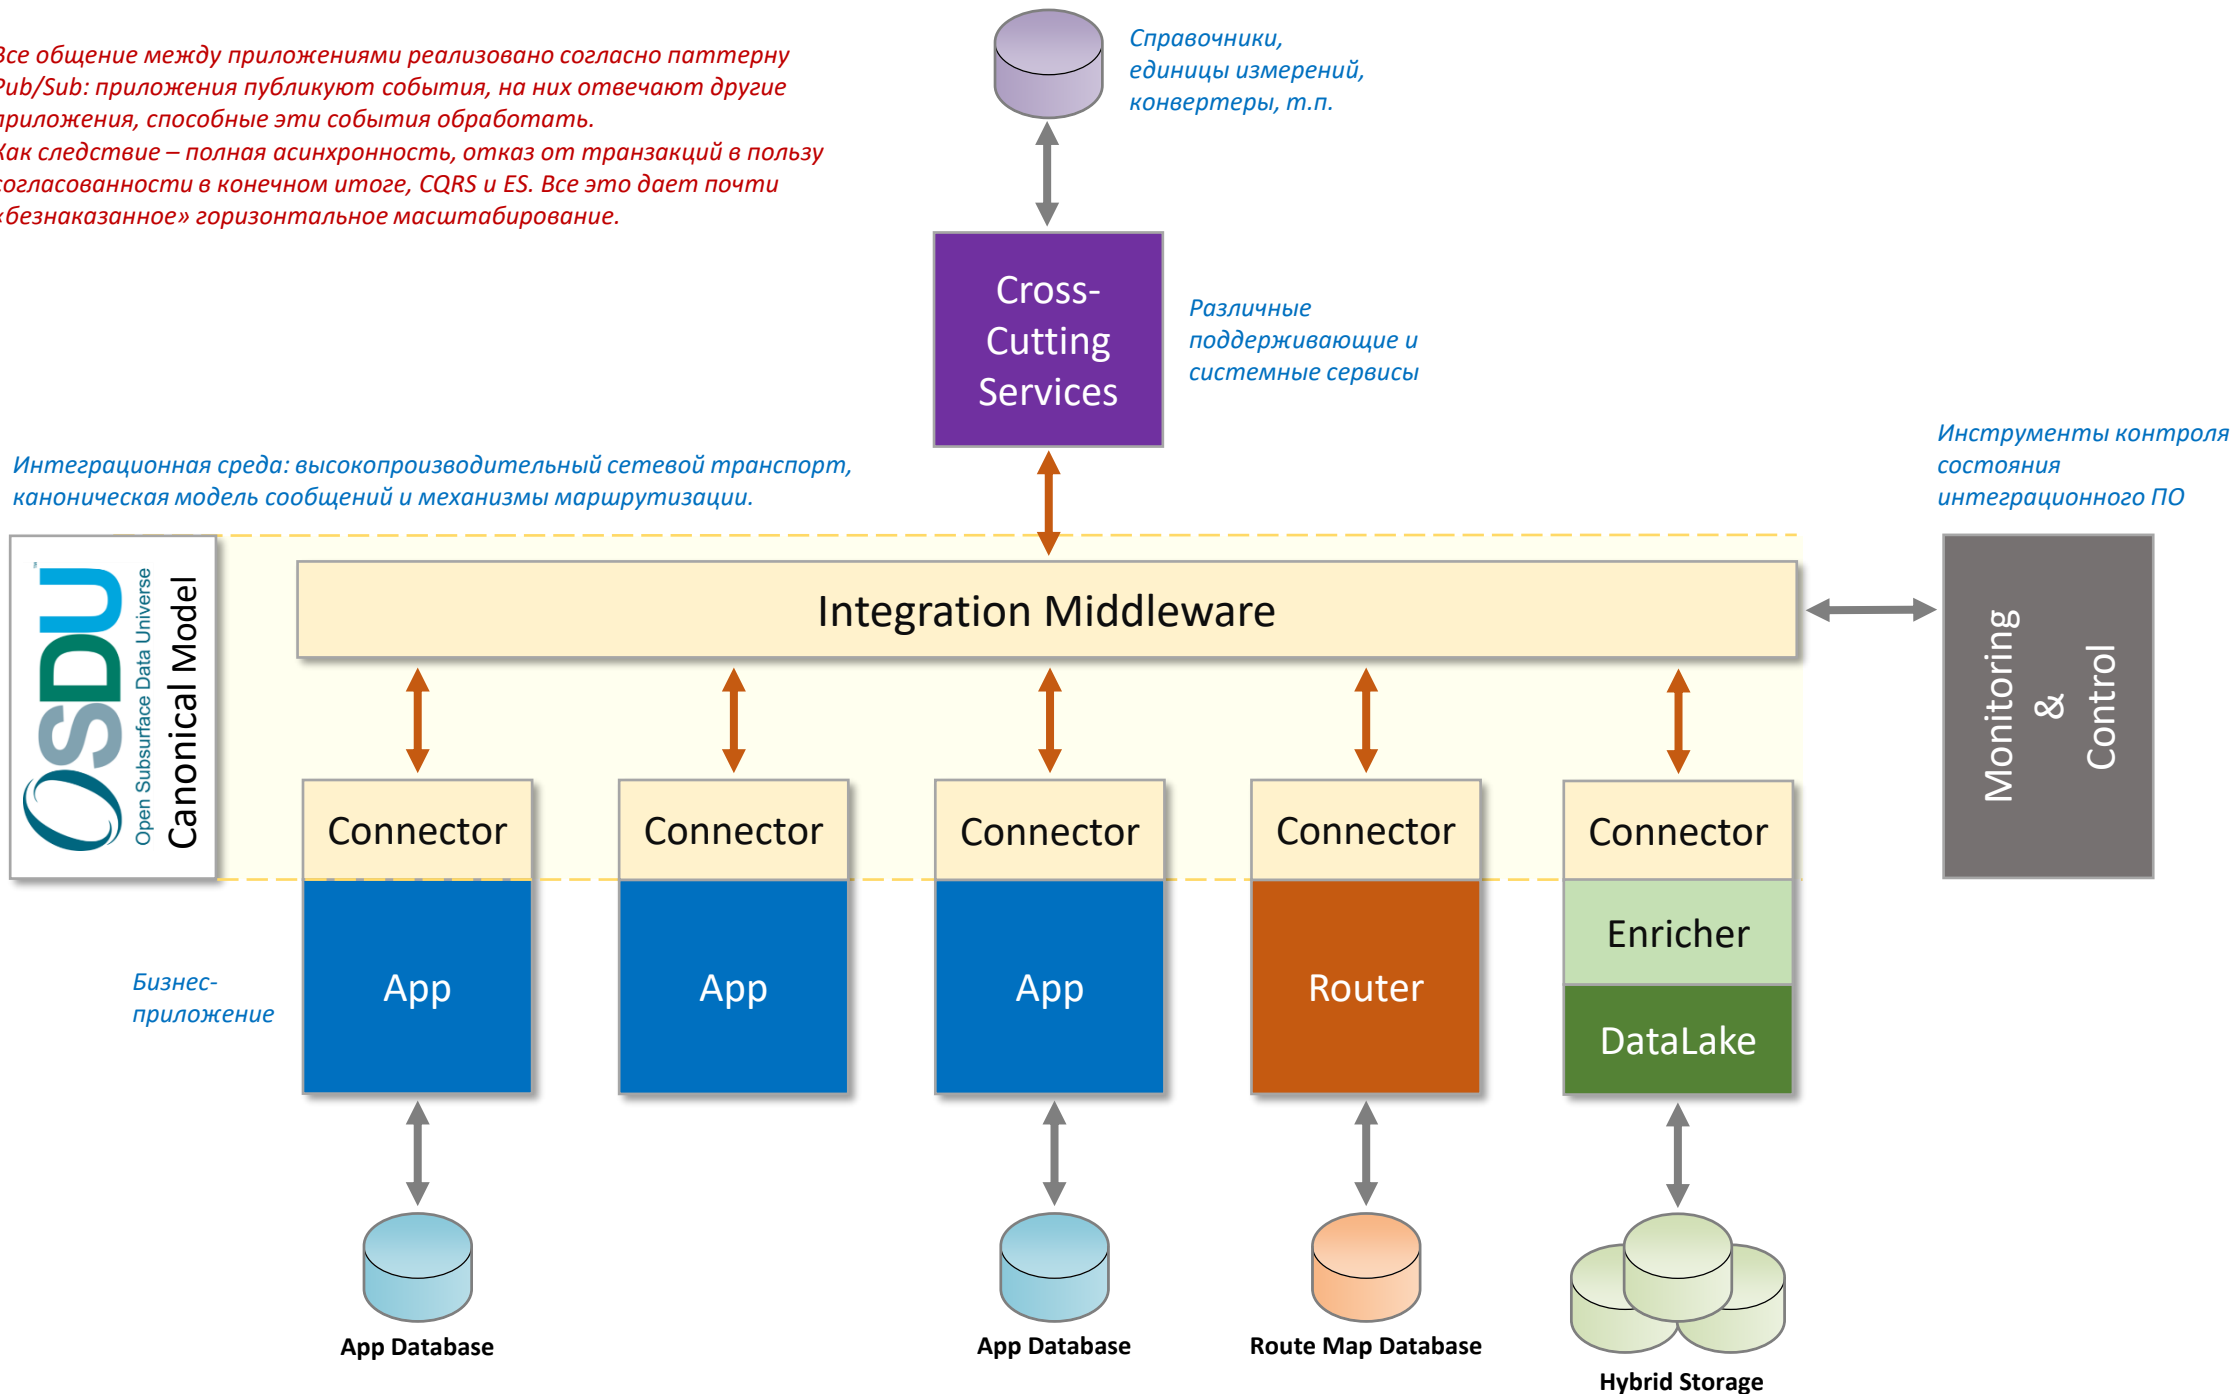 Все общение между приложениями реализовано согласно паттерну
Pub/Sub: приложения публикуют события, на них отвечают другие
приложения, способные эти события обработать.
Как следствие – полная асинхронность, отказ от транзакций в пользу
согласованности в конечном итоге, CQRS и ES. Все это дает почти
«безнаказанное» горизонтальное масштабирование.
Справочники,
единицы измерений,
конвертеры, т.п.
Cross-
Cutting
Services
Различные
поддерживающие и
системные сервисы
Инструменты контроля
состояния
интеграционного ПО
Интеграционная среда: высокопроизводительный сетевой транспорт,
каноническая модель сообщений и механизмы маршрутизации.
OSDU™
Open Subsurface Data Universe
Canonical Model
Integration Middleware
Monitoring
&
Control
Connector
Connector
Connector
Connector
Connector
Бизнес-
приложение
App
App
App
Router
Enricher
DataLake
App Database
App Database
Route Map Database
Hybrid Storage